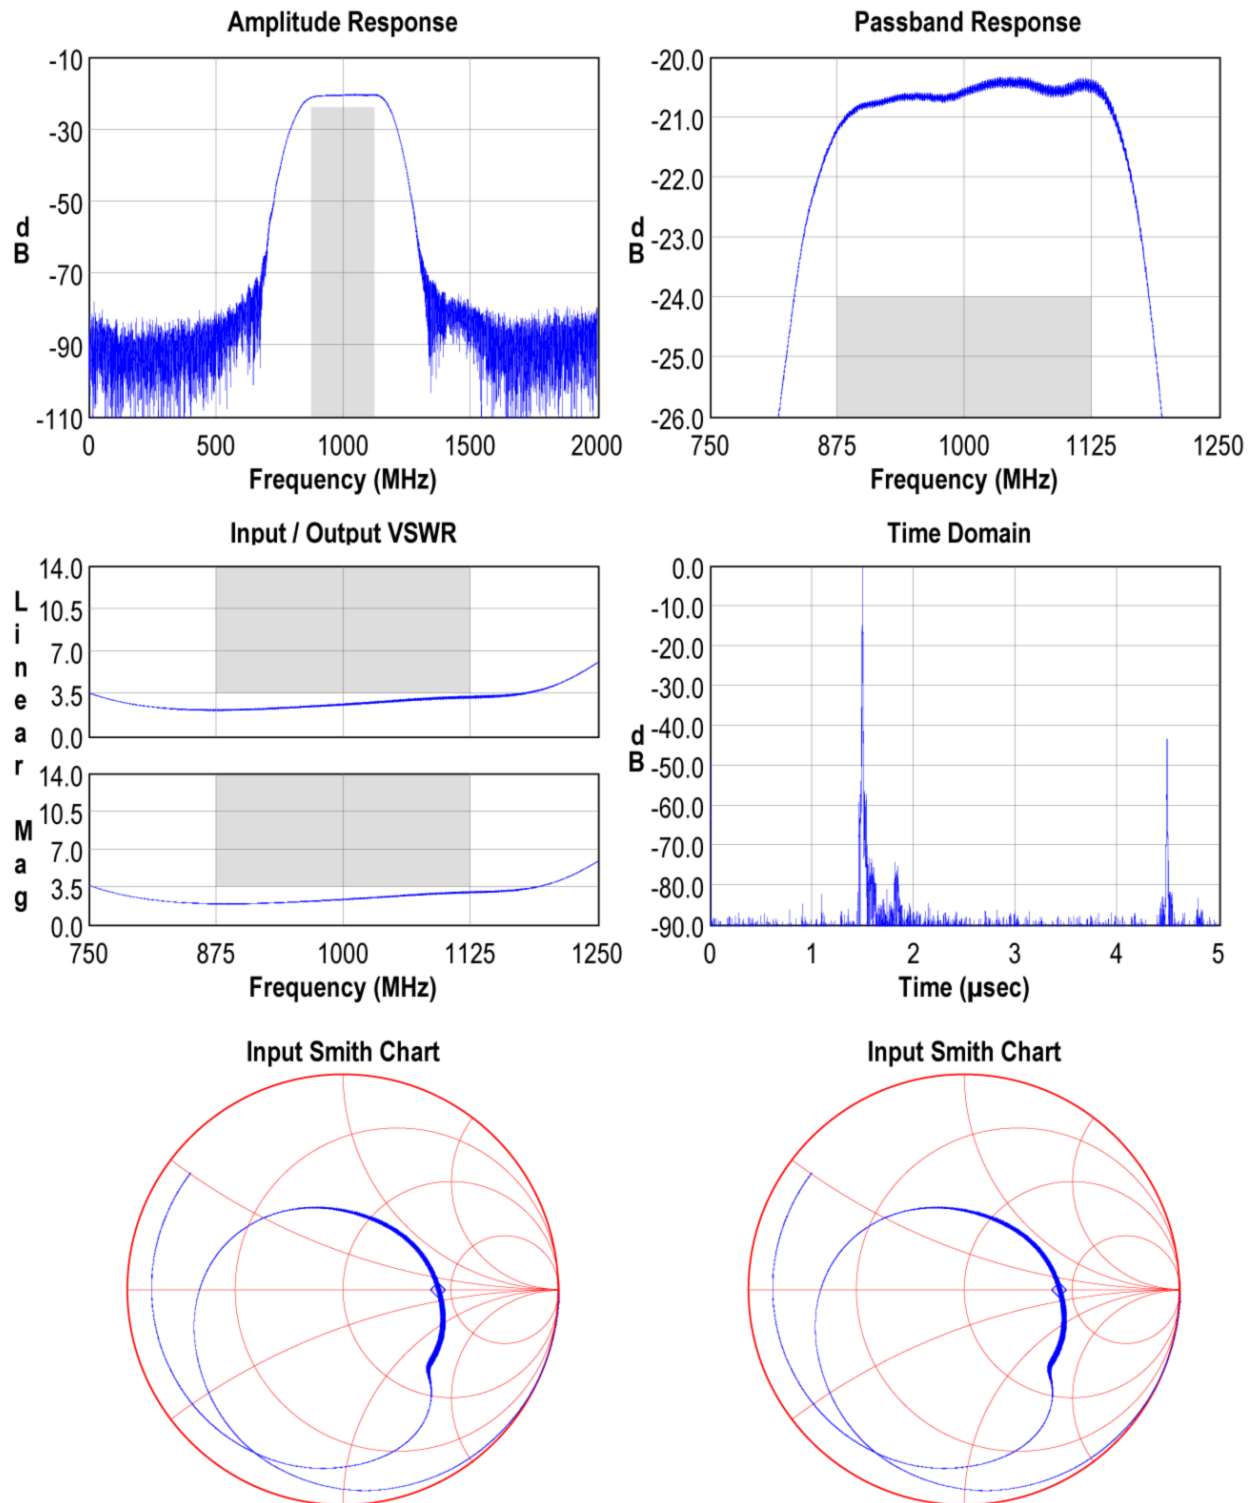 Amplitude Response
-10
-30
-50
-70
-90
-110
dB
0 500 1000 1500 2000
Frequency (MHz)
Passband Response
-20.0
-21.0
-22.0
-23.0
-24.0
-25.0
-26.0
dB
750 875 1000 1125 1250
Frequency (MHz)
Input / Output VSWR
Linear Mag
14.0
10.5
7.0
3.5
0.0
14.0
10.5
7.0
3.5
0.0
750 875 1000 1125 1250
Frequency (MHz)
Time Domain
0.0
-10.0
-20.0
-30.0
-40.0
-50.0
-60.0
-70.0
-80.0
-90.0
dB
0 1 2 3 4 5
Time (µsec)
Input Smith Chart
Input Smith Chart